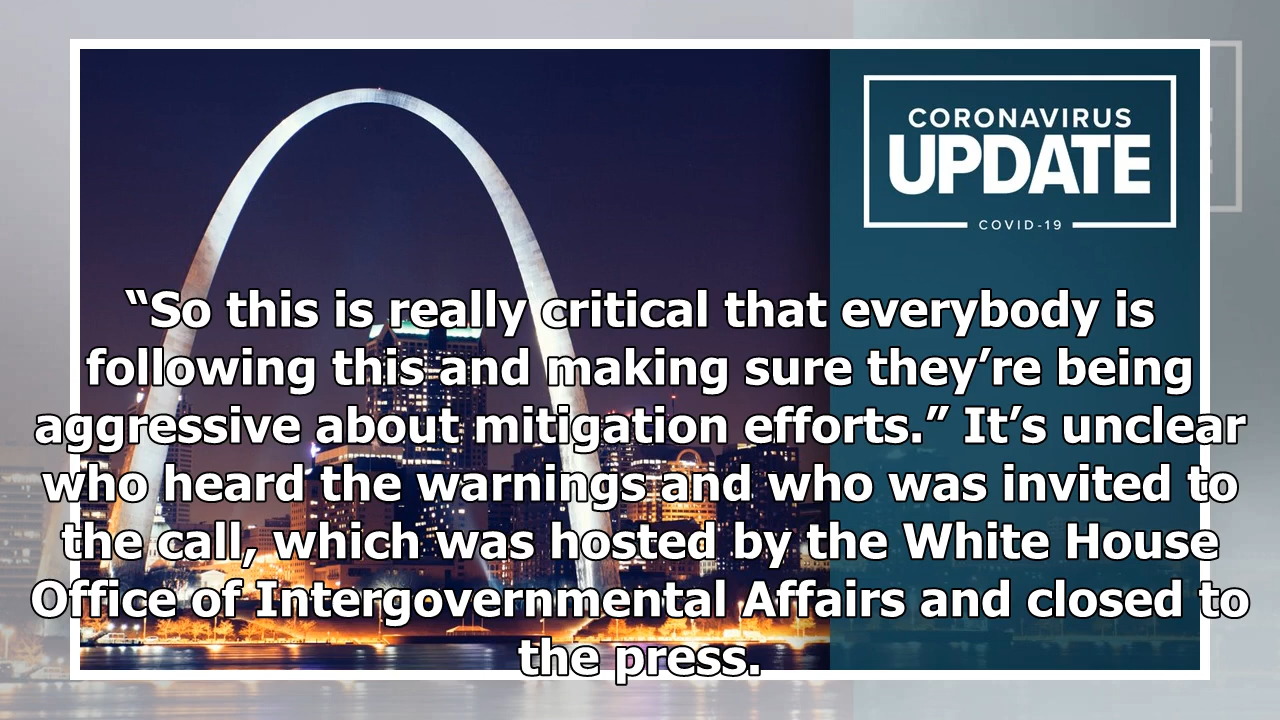 CORONAVIRUS
UPDATE
COVID-19
“So this is really critical that everybody is
following this and making sure they’re being
aggressive about mitigation efforts.” It’s unclear
who heard the warnings and who was invited to
the call, which was hosted by the White House
Office of Intergovernmental Affairs and closed to
the press.